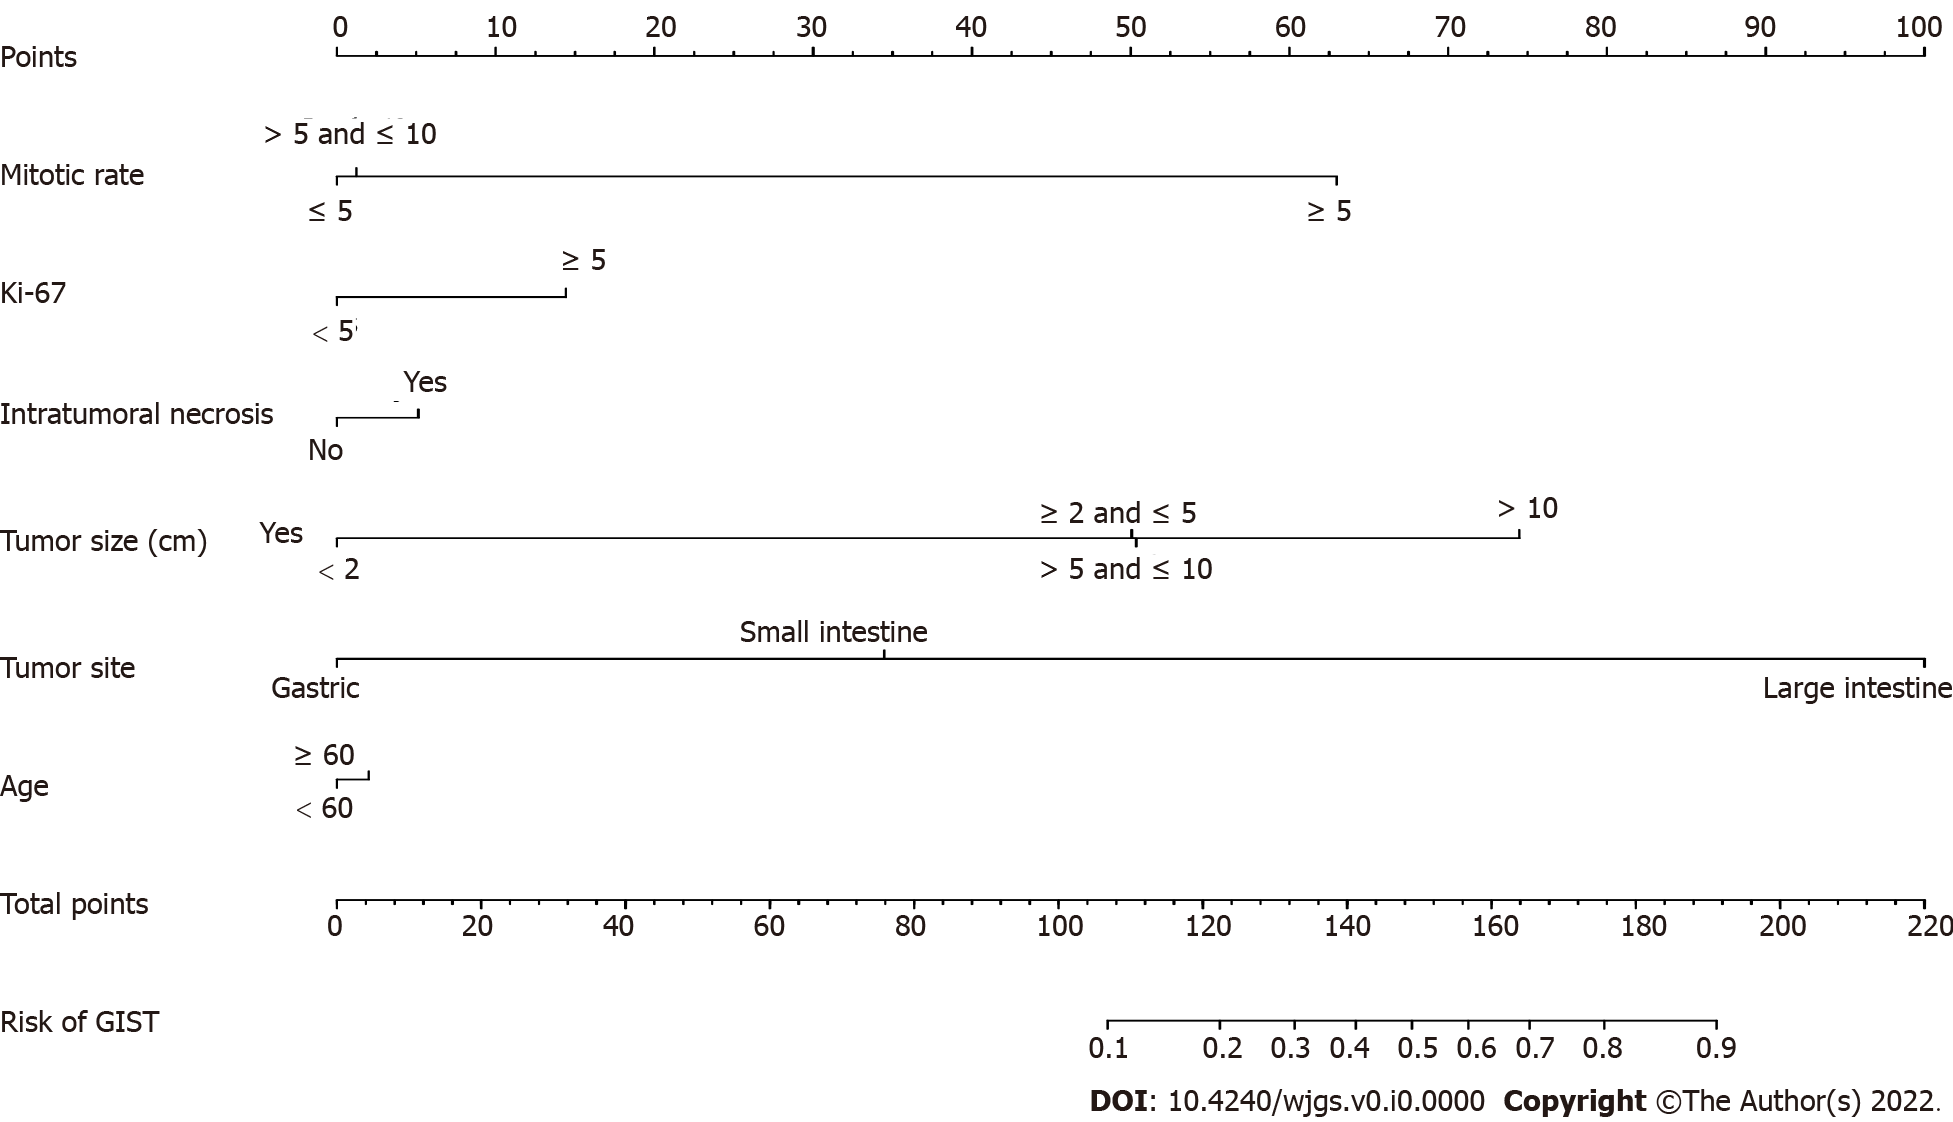 0 10 20 30 40 50 60 70 80 90 100
Points
> 5 and ≤ 10
Mitotic rate
≤ 5 ≥ 5
≥ 5
Ki-67
< 5
Yes
Intratumoral necrosis
No
≥ 2 and ≤ 5 > 10
Tumor size (cm) Yes
< 2 > 5 and ≤ 10
Small intestine
Tumor site
Gastric Large intestine
≥ 60
Age
< 60
Total points
0 20 40 60 80 100 120 140 160 180 200 220
Risk of GIST
0.1 0.2 0.3 0.4 0.5 0.6 0.7 0.8 0.9
DOI: 10.4240/wjgs.v0.i0.0000 Copyright ©The Author(s) 2022.